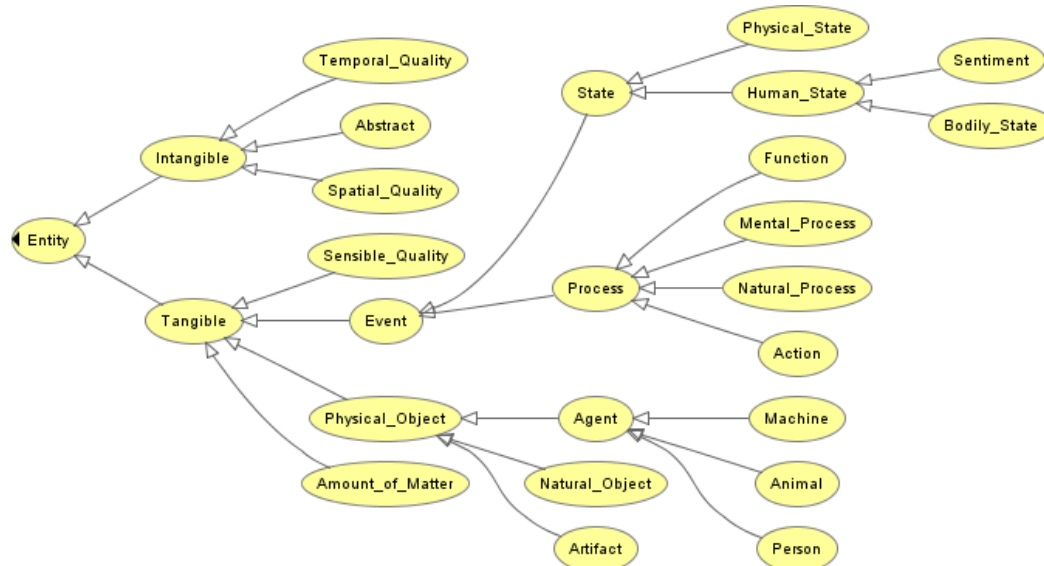 Physical_State
Temporal_Quality
Sentiment
State
Human_State
Abstract
Bodily_State
Intangible
Function
Spatial_Quality
Mental_Process
Entity
Sensible_Quality
Process
Natural_Process
Tangible
Event
Action
Physical_Object
Agent
Machine
Amount_of_Matter
Natural_Object
Animal
Artifact
Person